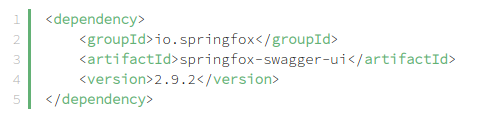 1 <dependency>
2     <groupId>io.springfox</groupId>
3     <artifactId>springfox-swagger-ui</artifactId>
4     <version>2.9.2</version>
5 </dependency>